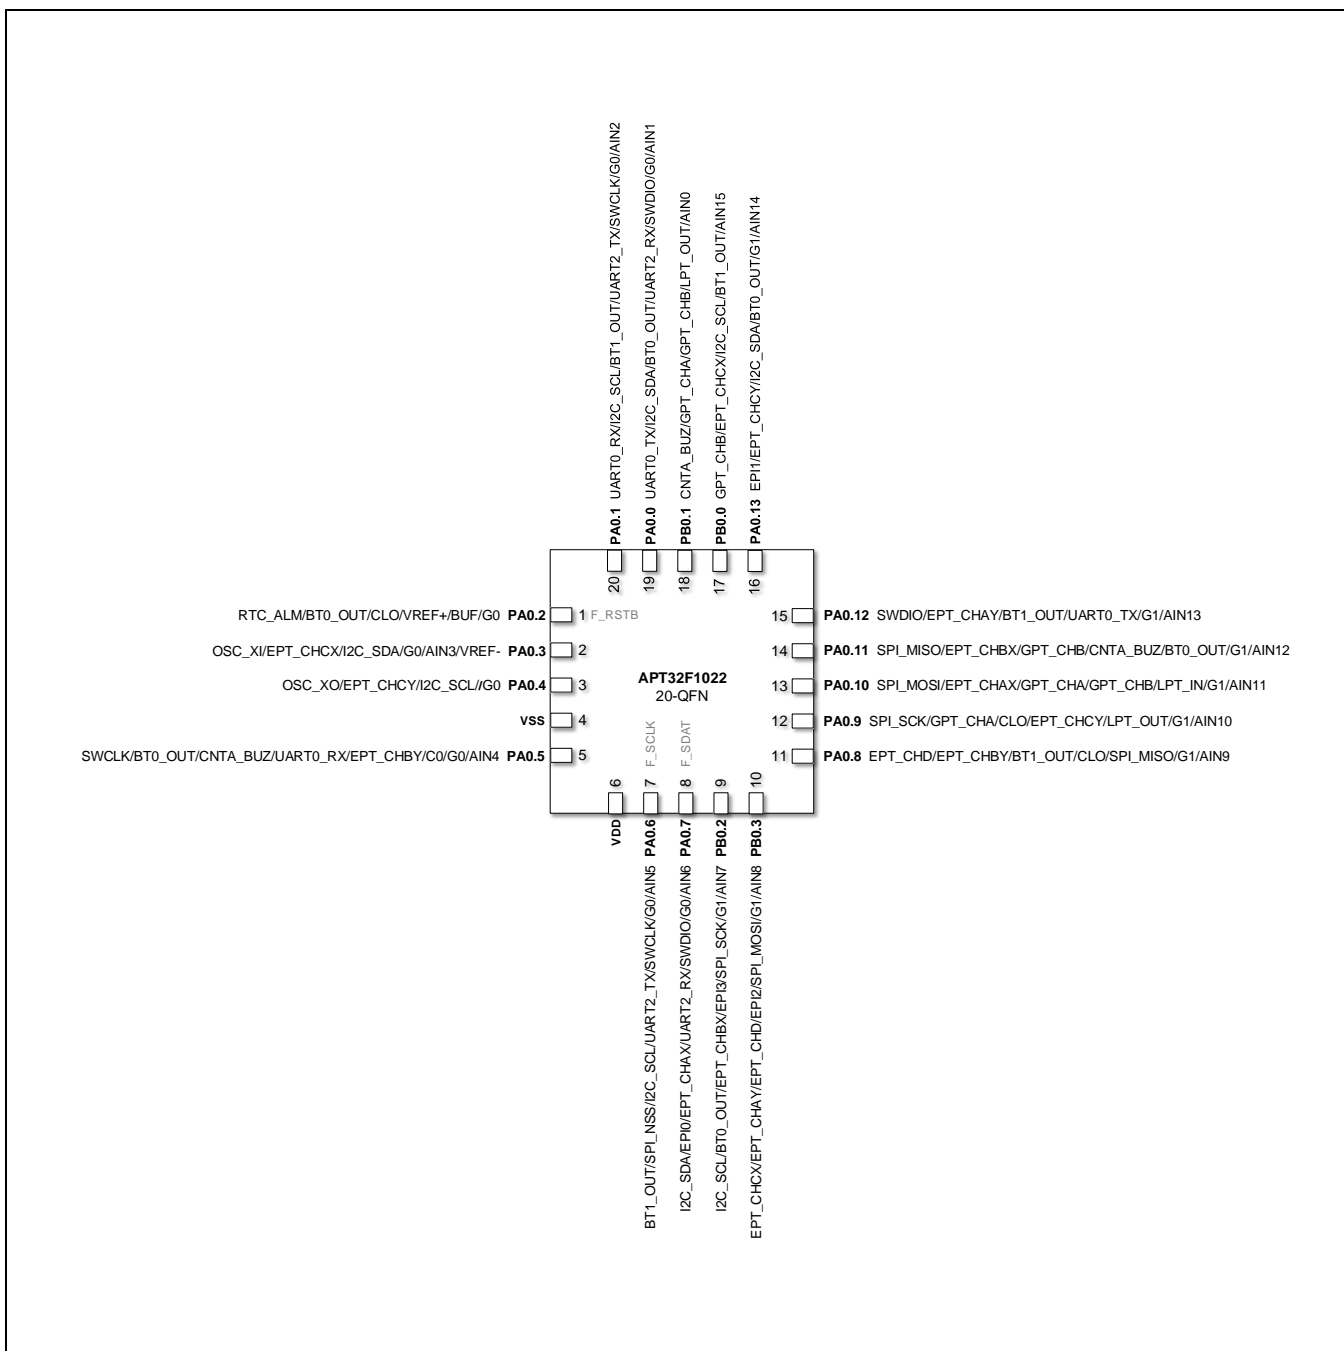 PA0.1 UART0_RX/I2C_SCL/BT1_OUT/UART2_TX/SWCLK/G0/AIN2
PA0.0 UART0_TX/I2C_SDA/BT0_OUT/UART2_RX/SWDIO/G0/AIN1
PB0.1 CNTA_BUZ/GPT_CHA/GPT_CHB/LPT_OUT/AIN0
PB0.0 GPT_CHB/EPT_CHCX/I2C_SCL/BT1_OUT/AIN15
PA0.13 EPI1/EPT_CHCY/I2C_SDA/BT0_OUT/G1/AIN14
20
19
18
17
16
RTC_ALM/BT0_OUT/CLO/VREF+/BUF/G0 PA0.2 1 F_RSTB
OSC_XI/EPT_CHCX/I2C_SDA/G0/AIN3/VREF- PA0.3 2
OSC_XO/EPT_CHCY/I2C_SCL//G0 PA0.4 3
VSS 4
SWCLK/BT0_OUT/CNTA_BUZ/UART0_RX/EPT_CHBY/C0/G0/AIN4 PA0.5 5
APT32F1022
20-QFN
F_SCLK
F_SDAT
15 PA0.12 SWDIO/EPT_CHAY/BT1_OUT/UART0_TX/G1/AIN13
14 PA0.11 SPI_MISO/EPT_CHBX/GPT_CHB/CNTA_BUZ/BT0_OUT/G1/AIN12
13 PA0.10 SPI_MOSI/EPT_CHAX/GPT_CHA/GPT_CHB/LPT_IN/G1/AIN11
12 PA0.9 SPI_SCK/GPT_CHA/CLO/EPT_CHCY/LPT_OUT/G1/AIN10
11 PA0.8 EPT_CHD/EPT_CHBY/BT1_OUT/CLO/SPI_MISO/G1/AIN9
6
7
8
9
10
VDD
BT1_OUT/SPI_NSS/I2C_SCL/UART2_TX/SWCLK/G0/AIN5 PA0.6
I2C_SDA/EPI0/EPT_CHAX/UART2_RX/SWDIO/G0/AIN6 PA0.7
I2C_SCL/BT0_OUT/EPT_CHBX/EPI3/SPI_SCK/G1/AIN7 PB0.2
EPT_CHCX/EPT_CHAY/EPT_CHD/EPI2/SPI_MOSI/G1/AIN8 PB0.3